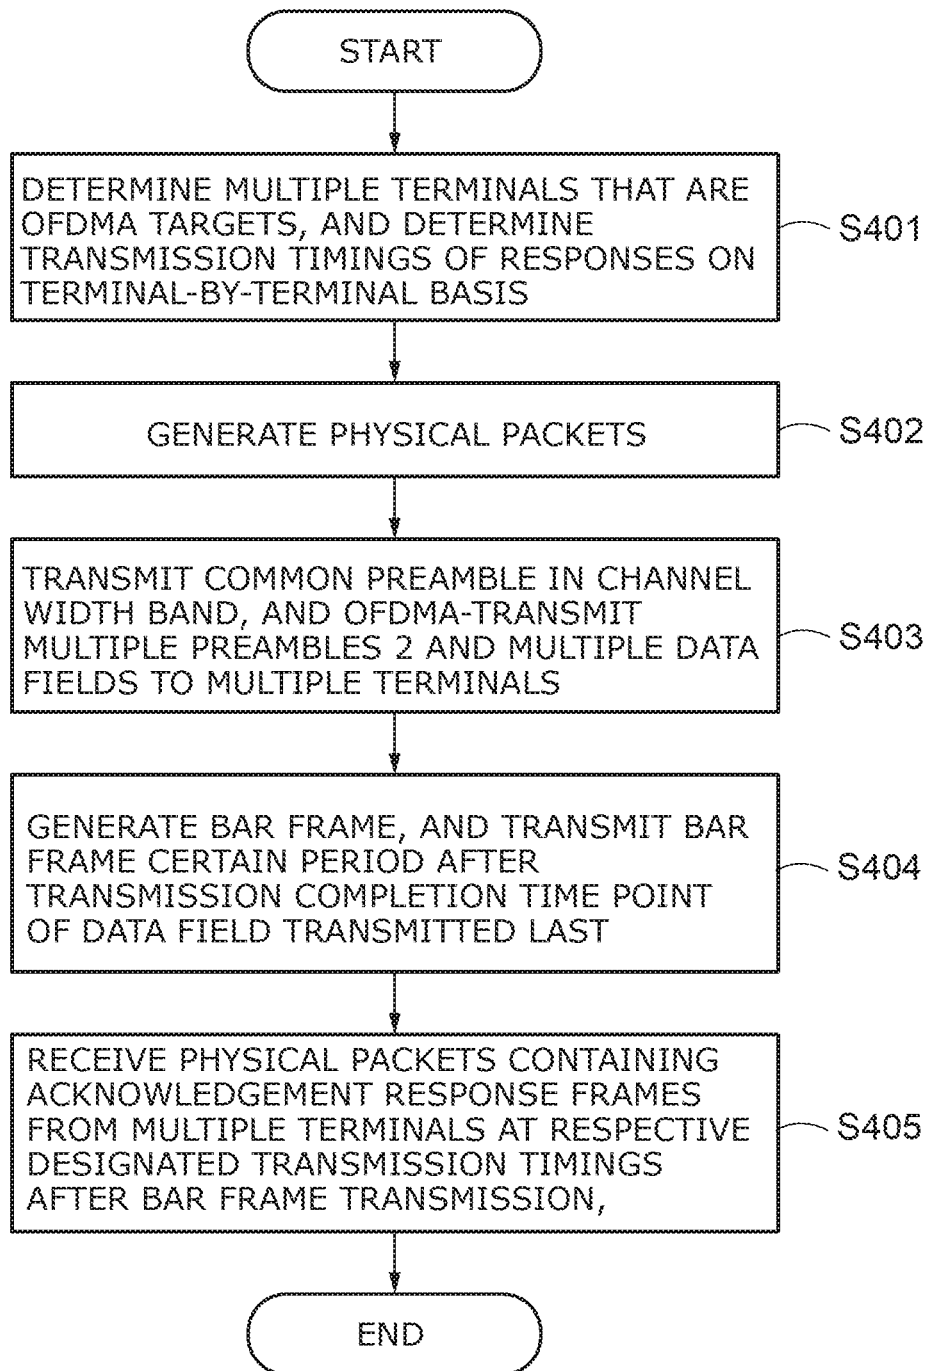 START
DETERMINE MULTIPLE TERMINALS THAT ARE
OFDMA TARGETS, AND DETERMINE
TRANSMISSION TIMINGS OF RESPONSES ON
TERMINAL-BY-TERMINAL BASIS
S401
GENERATE PHYSICAL PACKETS
S402
TRANSMIT COMMON PREAMBLE IN CHANNEL
WIDTH BAND, AND OFDMA-TRANSMIT
MULTIPLE PREAMBLES 2 AND MULTIPLE DATA
FIELDS TO MULTIPLE TERMINALS
S403
GENERATE BAR FRAME, AND TRANSMIT BAR
FRAME CERTAIN PERIOD AFTER
TRANSMISSION COMPLETION TIME POINT
OF DATA FIELD TRANSMITTED LAST
S404
RECEIVE PHYSICAL PACKETS CONTAINING
ACKNOWLEDGEMENT RESPONSE FRAMES
FROM MULTIPLE TERMINALS AT RESPECTIVE
DESIGNATED TRANSMISSION TIMINGS
AFTER BAR FRAME TRANSMISSION,
S405
END